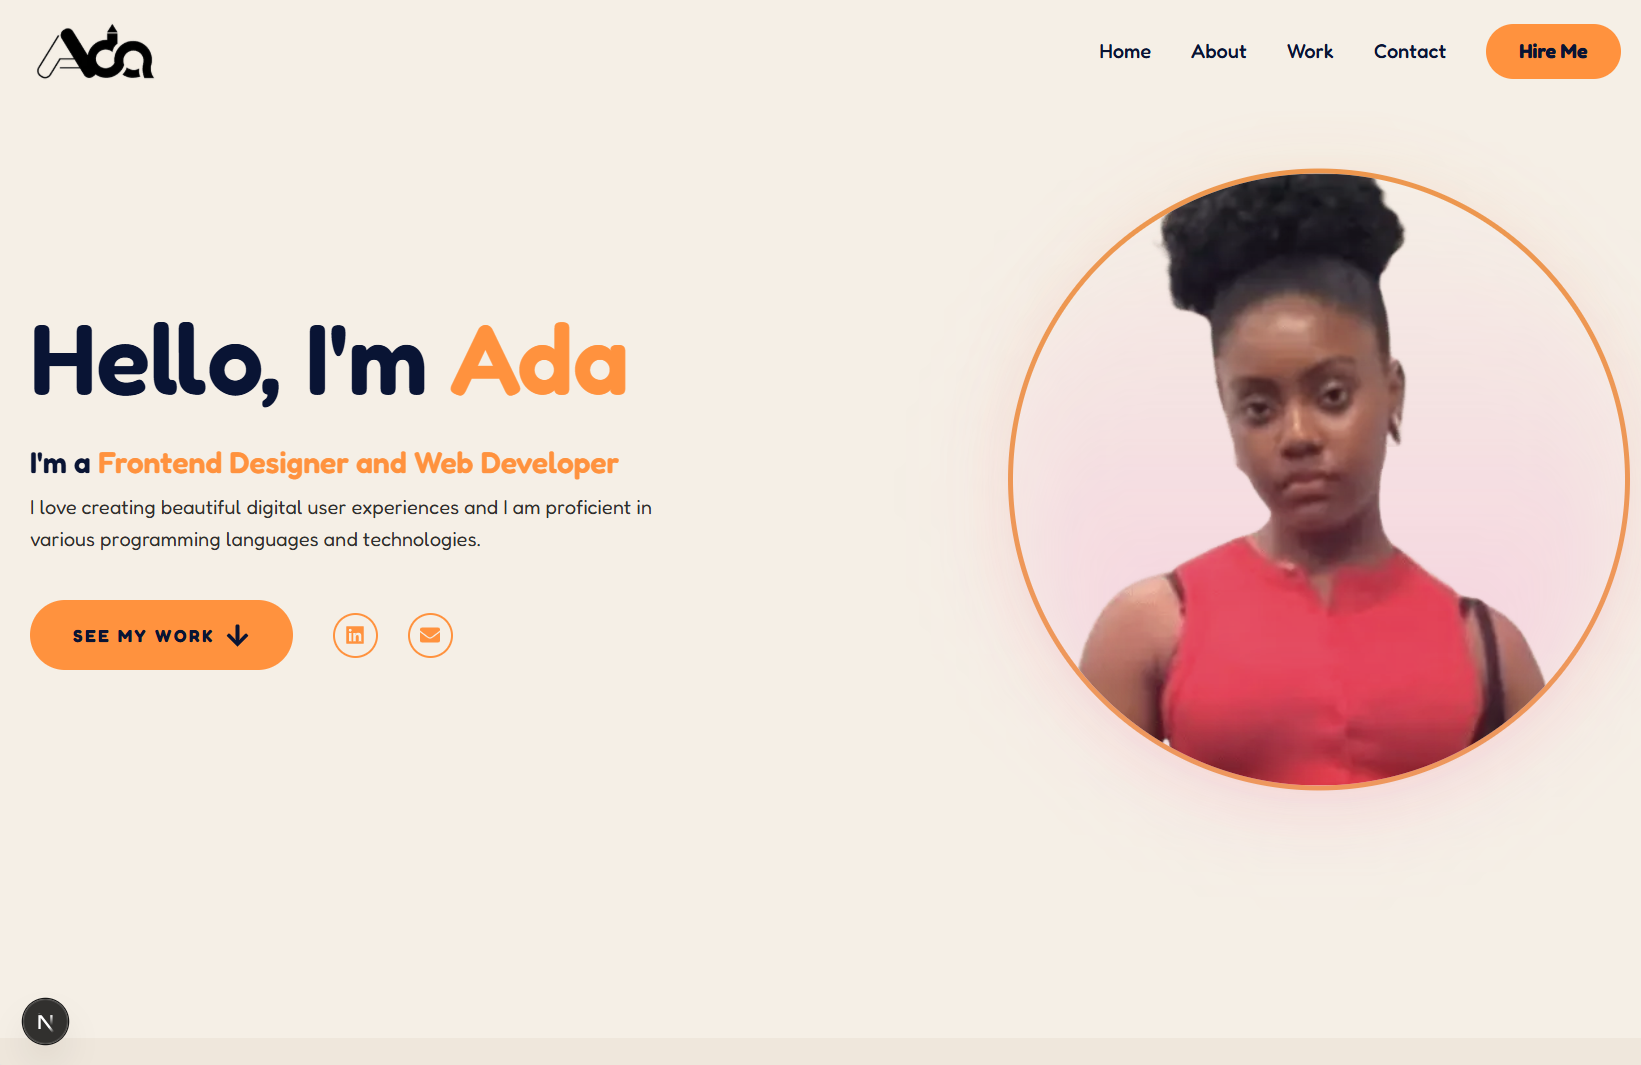 Ada
Home About Work Contact Hire Me
Hello, I'm Ada
I'm a Frontend Designer and Web Developer
I love creating beautiful digital user experiences and I am proficient in
various programming languages and technologies.
SEE MY WORK
in
N